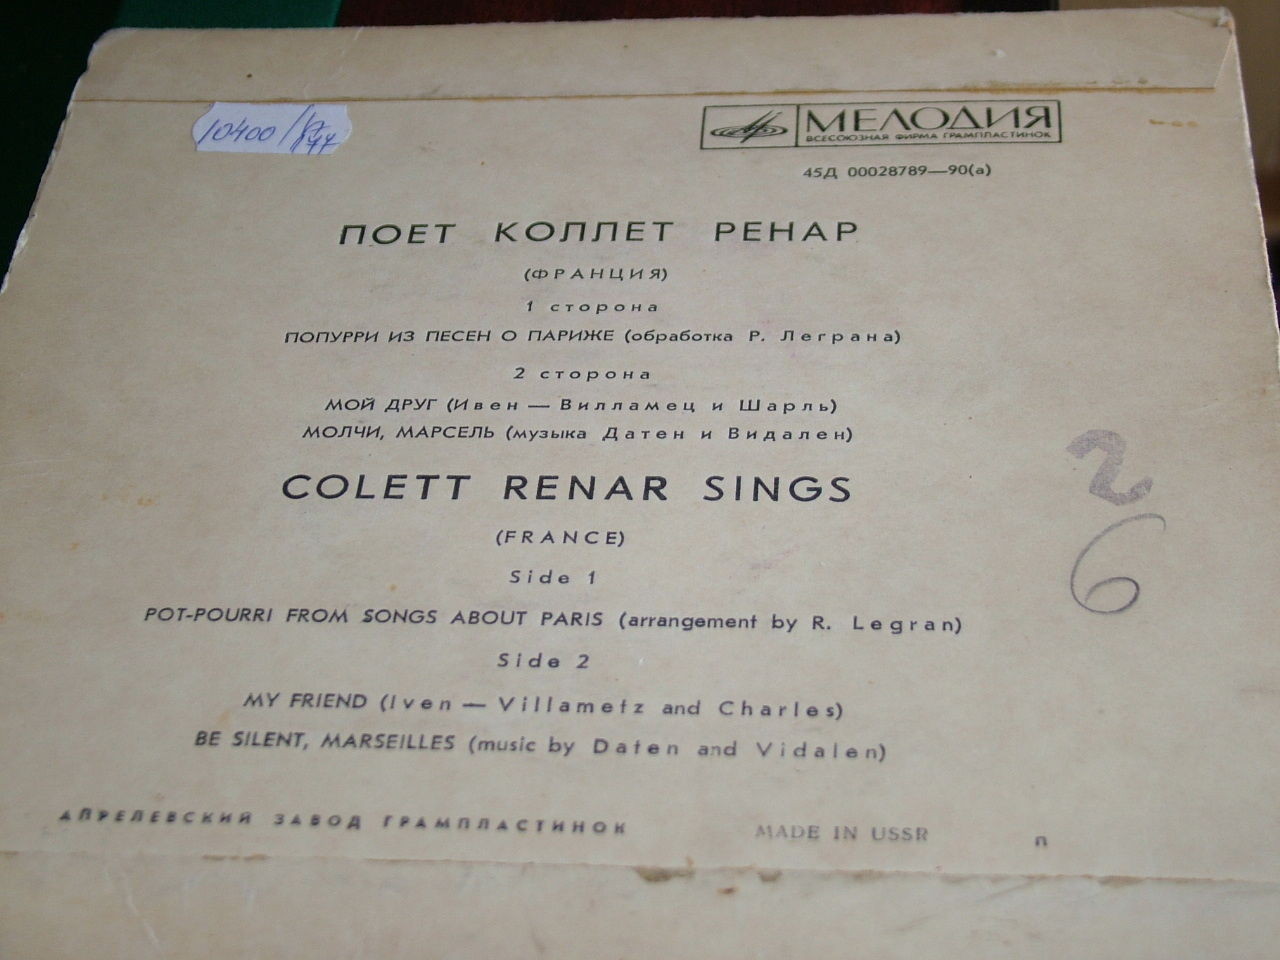 10400
МЕЛОДИЯ
ВСЕСОЮЗНАЯ ФИРМА ГРАМПЛАСТИНОК
45Д 00028789—90(а)
ПОЕТ КОЛЛЕТ РЕНАР
(ФРАНЦИЯ)
1 сторона
ПОПУРРИ ИЗ ПЕСЕН О ПАРИЖЕ (обработка Р. Леграна)
2 сторона
МОЙ ДРУГ (Ивен — Вилламец и Шарль)
МОЛЧИ, МАРСЕЛЬ (музыка Датен и Видален)
COLETT RENAR SINGS
(FRANCE)
Side 1
POT-POURRI FROM SONGS ABOUT PARIS (arrangement by R. Legran)
Side 2
MY FRIEND (Iven — Villametz and Charles)
BE SILENT, MARSEILLES (music by Daten and Vidalen)
2
6
АПРЕЛЕВСКИЙ ЗАВОД ГРАМПЛАСТИНОК MADE IN USSR п